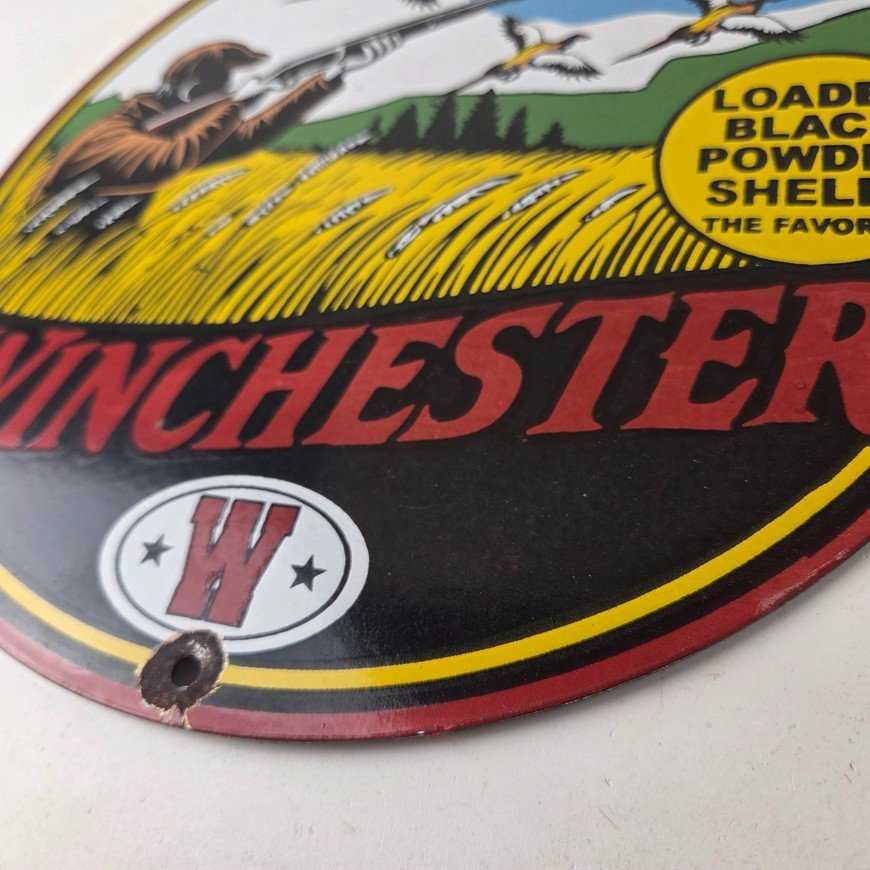 LOADE
BLAC
POWD
SHEL
THE FAVOR
WINCHESTER
W